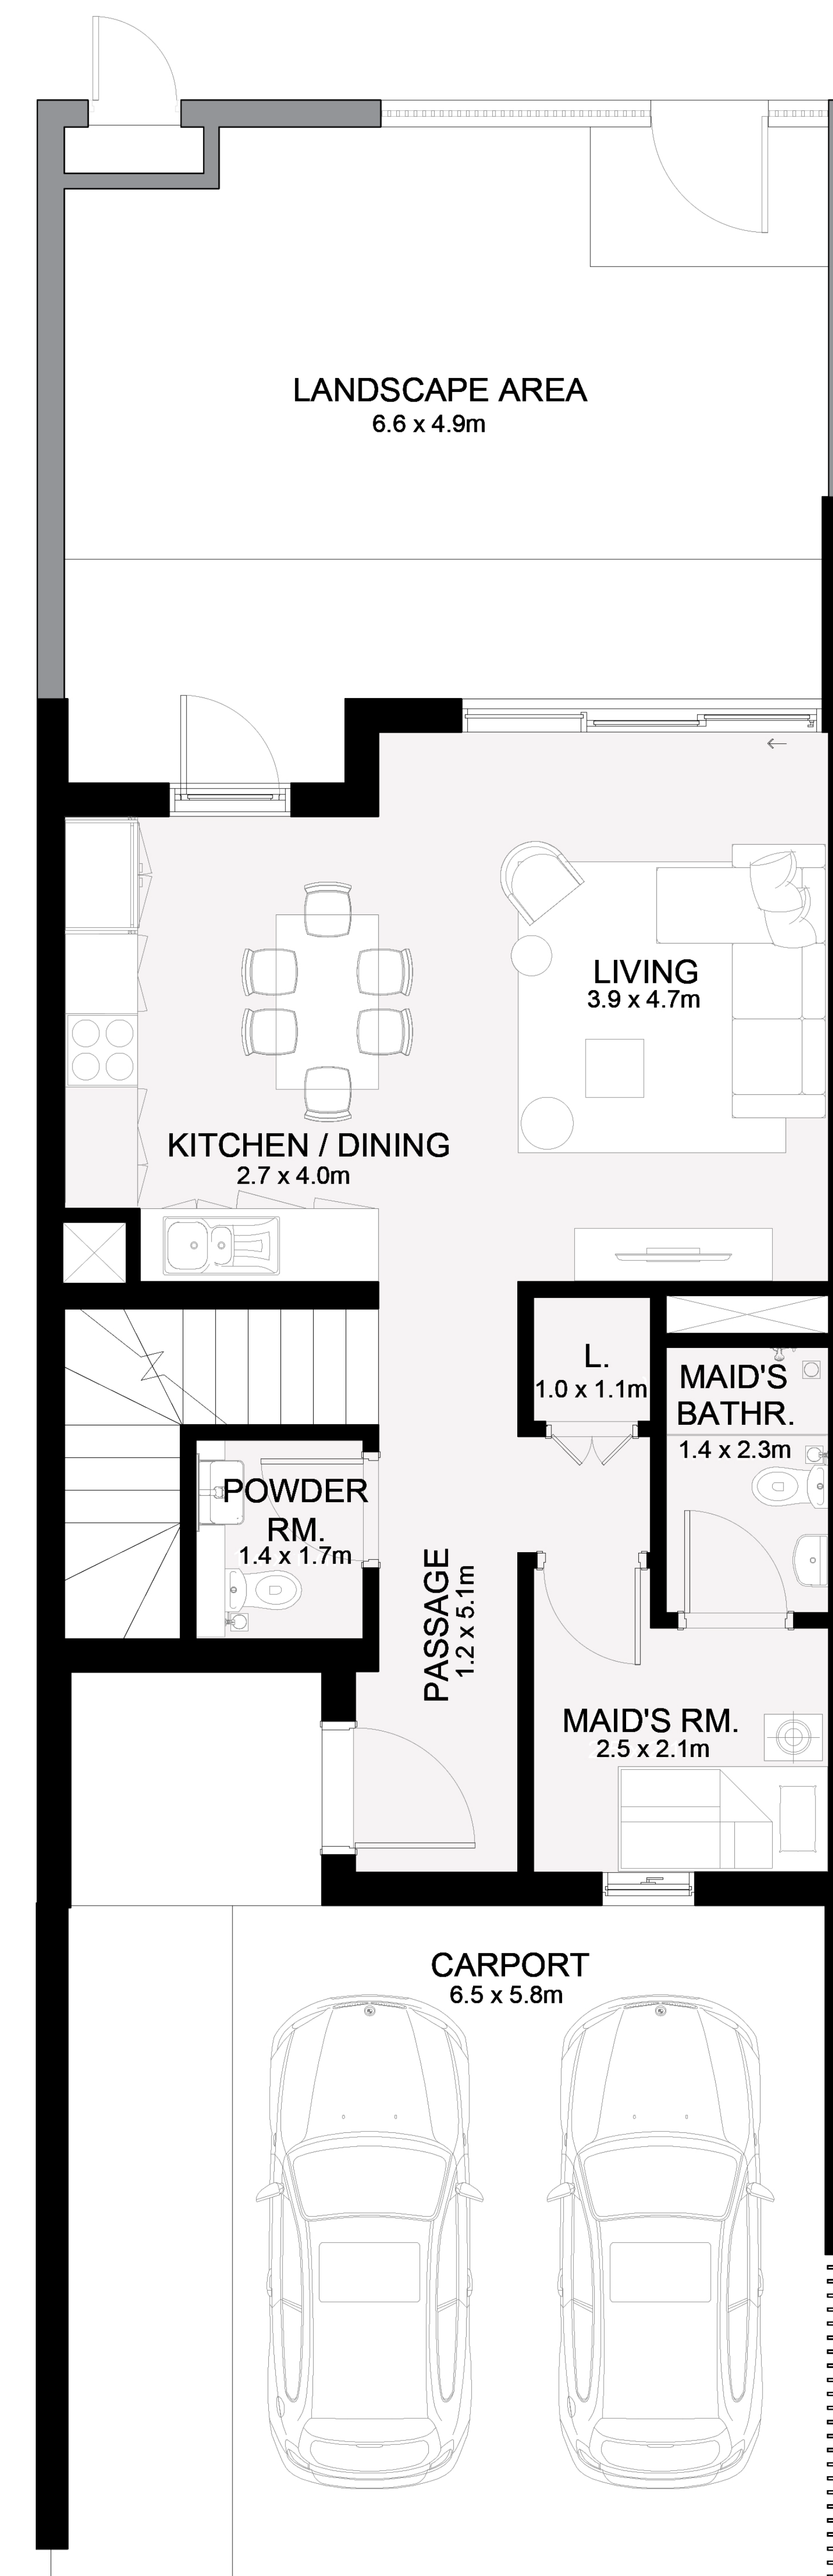 LANDSCAPE AREA
6.6 x 4.9m
LIVING
3.9 x 4.7m
KITCHEN / DINING
2.7 x 4.0m
L.
1.0 x 1.1m
MAID'S
BATHR.
1.4 x 2.3m
POWDER
RM.
1.4 x 1.7m
PASSAGE
1.2 x 5.1m
MAID'S RM.
2.5 x 2.1m
CARPORT
6.5 x 5.8m